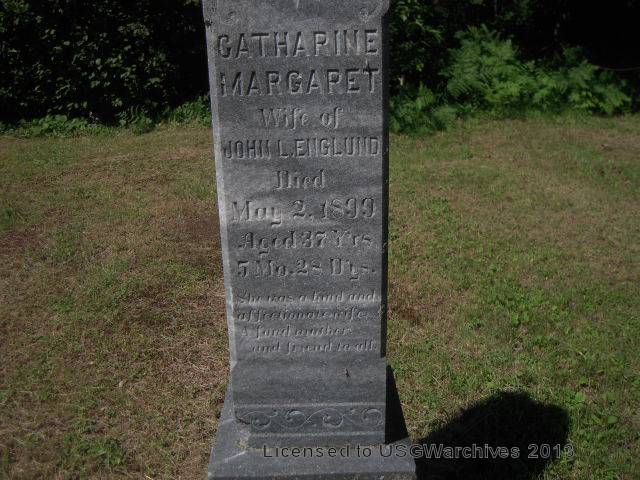 CATHARINE
MARGARET
Wife of
JOHN L. ENGLUND
Died
May 2, 1899
Aged 37 Yrs.
5 Mo. 28 Dys.
She was a kind and
affectionate wife,
A fond mother
and friend to all.
Licensed to USGWarchives 2019